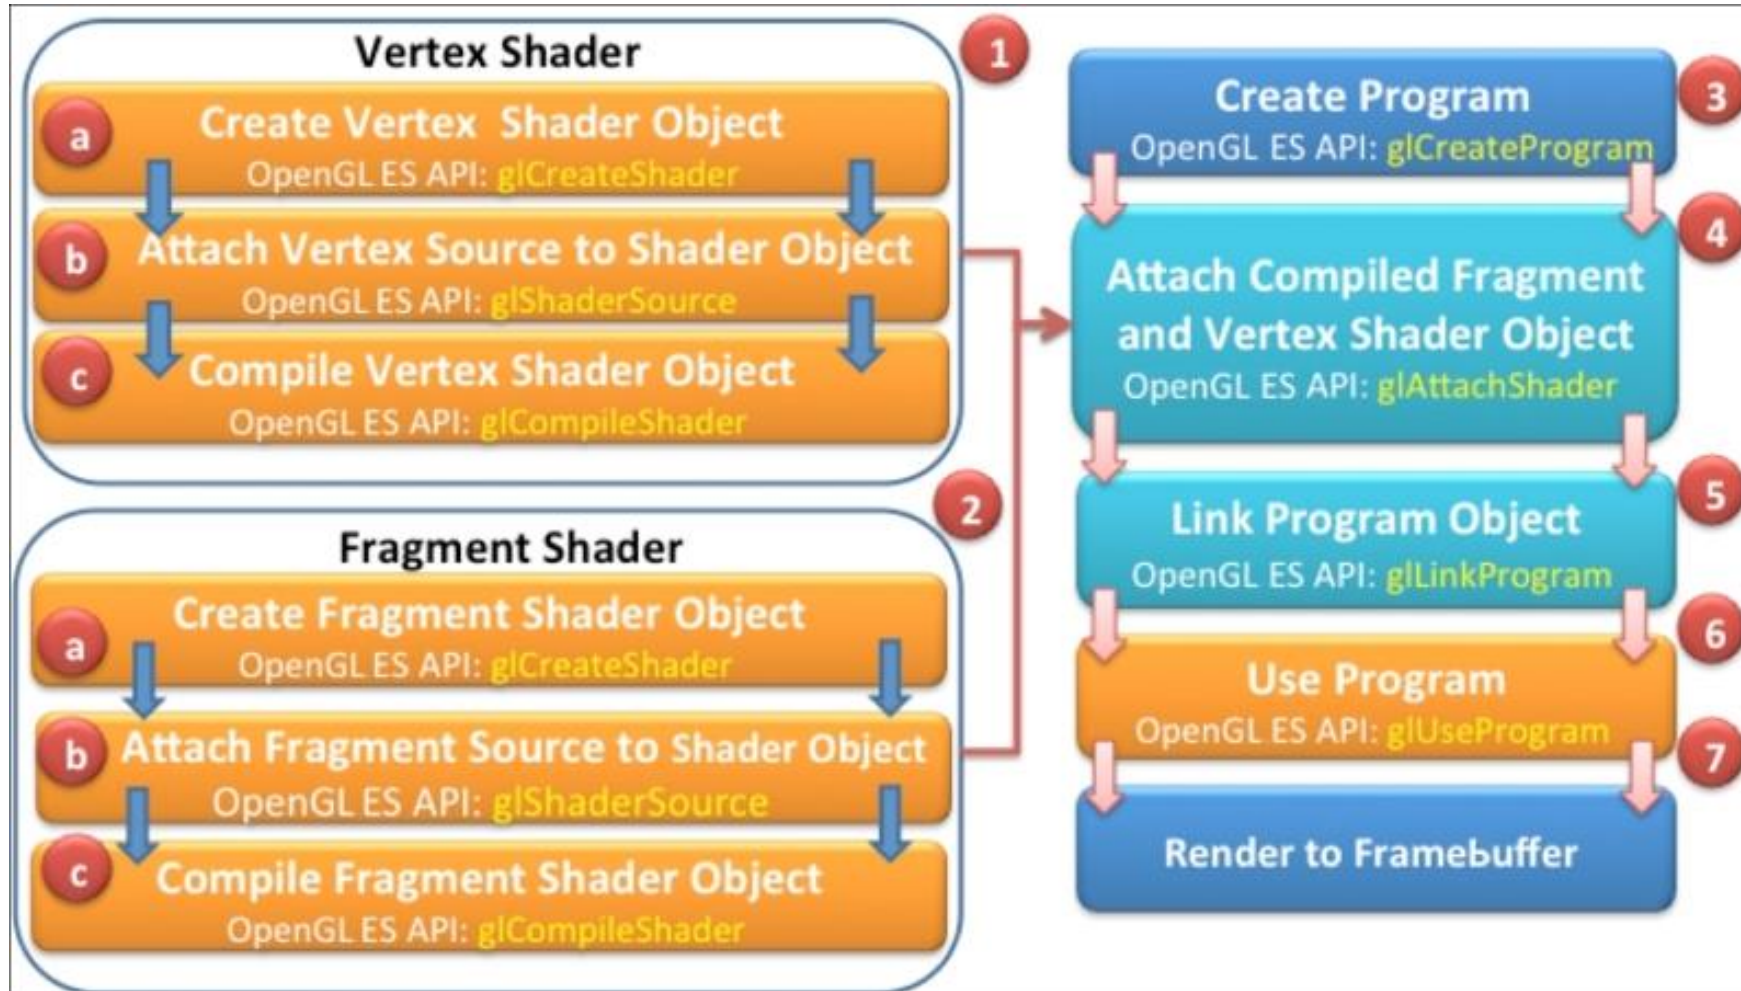 Vertex Shader
1
a
Create Vertex Shader Object
OpenGL ES API: glCreateShader
b
Attach Vertex Source to Shader Object
OpenGL ES API: glShaderSource
c
Compile Vertex Shader Object
OpenGL ES API: glCompileShader
2
Fragment Shader
a
Create Fragment Shader Object
OpenGL ES API: glCreateShader
b
Attach Fragment Source to Shader Object
OpenGL ES API: glShaderSource
c
Compile Fragment Shader Object
OpenGL ES API: glCompileShader
3
Create Program
OpenGL ES API: glCreateProgram
4
Attach Compiled Fragment
and Vertex Shader Object
OpenGL ES API: glAttachShader
5
Link Program Object
OpenGL ES API: glLinkProgram
6
Use Program
OpenGL ES API: glUseProgram
7
Render to Framebuffer